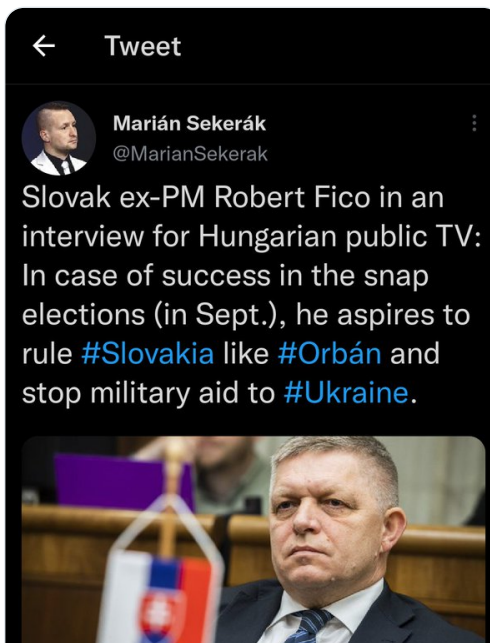 Tweet
Marián Sekerák
@MarianSekerak
Slovak ex-PM Robert Fico in an
interview for Hungarian public TV:
In case of success in the snap
elections (in Sept.), he aspires to
rule #Slovakia like #Orbán and
stop military aid to #Ukraine.